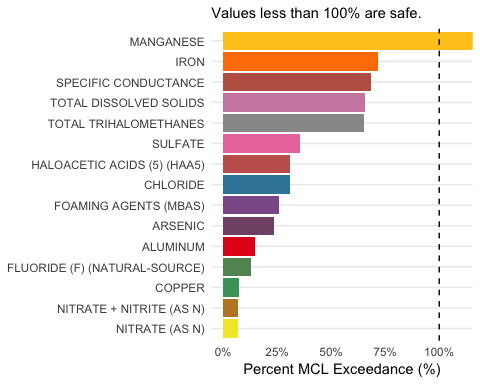 Values less than 100% are safe.
MANGANESE
IRON
SPECIFIC CONDUCTANCE
TOTAL DISSOLVED SOLIDS
TOTAL TRIHALOMETHANES
SULFATE
HALOACETIC ACIDS (5) (HAA5)
CHLORIDE
FOAMING AGENTS (MBAS)
ARSENIC
ALUMINUM
FLUORIDE (F) (NATURAL-SOURCE)
COPPER
NITRATE + NITRITE (AS N)
NITRATE (AS N)
0% 25% 75% 75% 100%
Percent MCL Exceedance (%)